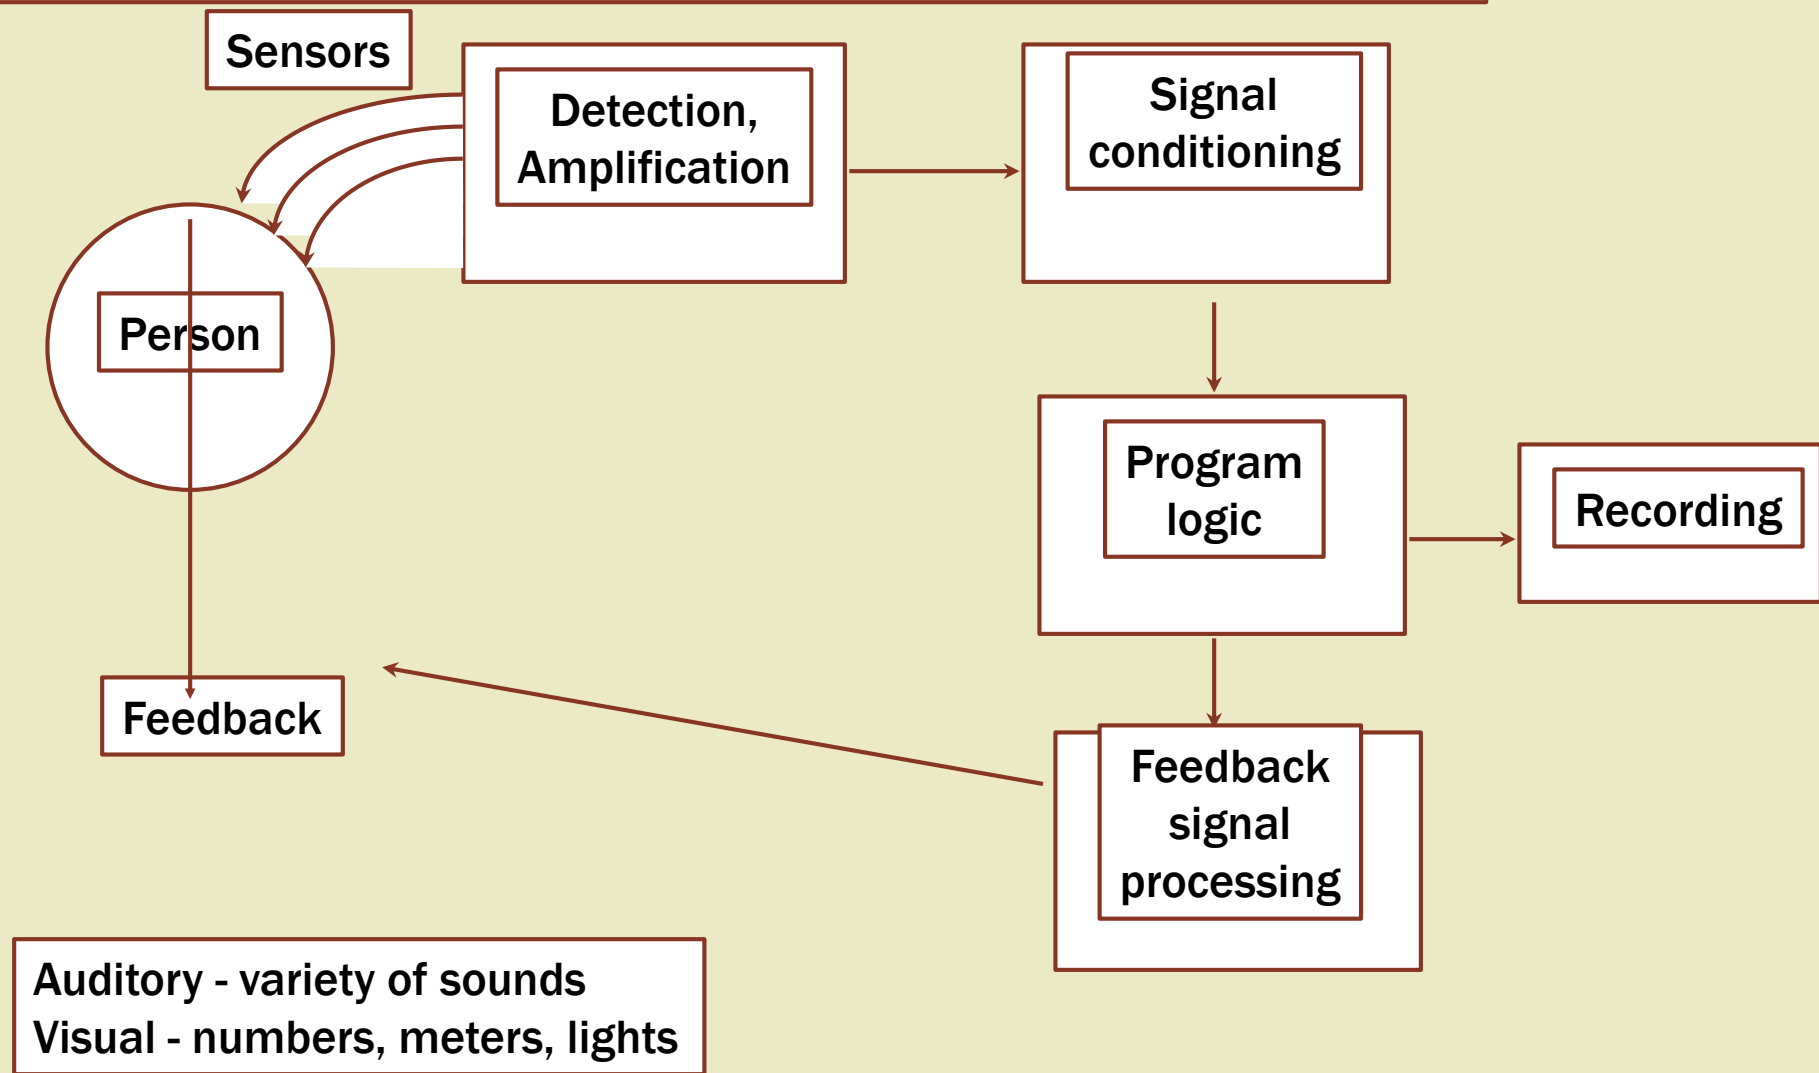 Sensors
Detection,
Amplification
Signal
conditioning
Person
Program
logic
Recording
Feedback
Feedback
signal
processing
Auditory - variety of sounds
Visual - numbers, meters, lights